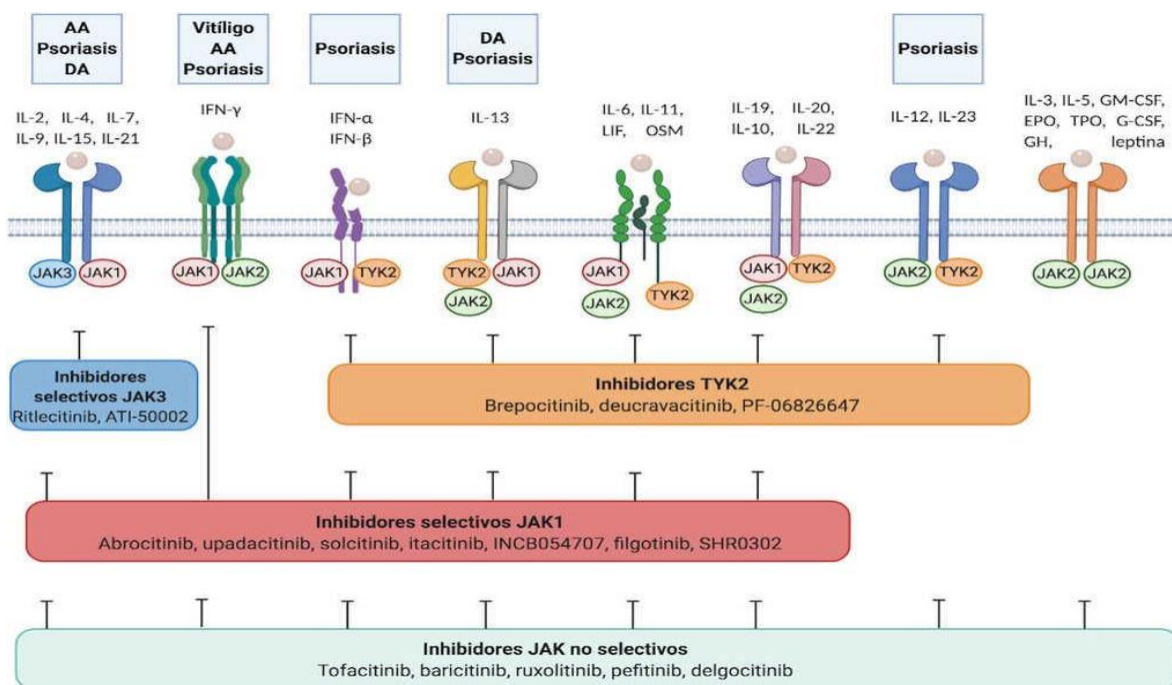 AA
Psoriasis
DA
Vitíligo
AA
Psoriasis
Psoriasis
DA
Psoriasis
Psoriasis
IL-2, IL-4, IL-7,
IL-9, IL-15, IL-21
IFN-γ
IFN-α
IFN-β
IL-13
IL-6, IL-11,
LIF, OSM
IL-19, IL-20,
IL-10, IL-22
IL-12, IL-23
IL-3, IL-5, GM-CSF,
EPO, TPO, G-CSF,
GH, leptina
JAK3 JAK1
JAK1 JAK2
JAK1 TYK2
TYK2 JAK1
JAK2
JAK1
JAK2
TYK2
JAK1 TYK2
JAK2
JAK2 TYK2
JAK2 JAK2
Inhibidores
selectivos JAK3
Ritlecitinib, ATI-50002
Inhibidores TYK2
Brepocitinib, deucravacitinib, PF-06826647
Inhibidores selectivos JAK1
Abrocitinib, upadacitinib, solcitinib, itacitinib, INCB054707, filgotinib, SHR0302
Inhibidores JAK no selectivos
Tofacitinib, baricitinib, ruxolitinib, pefitinib, delgocitinib